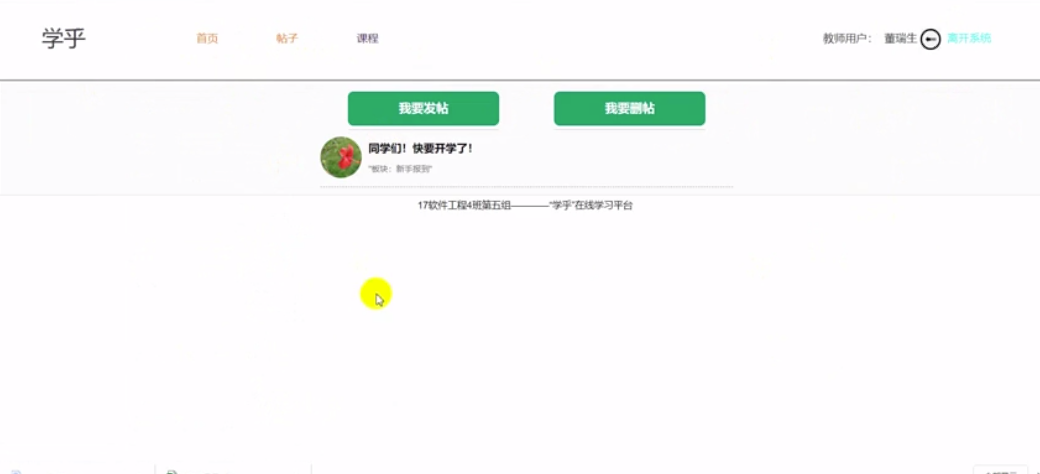 学乎
首页 帖子 课程
教师用户： 董瑞生 离开系统
我要发帖 我要删帖
同学们！快要开学了！
"板块：新手报到"
17软件工程4班第五组————“学乎”在线学习平台